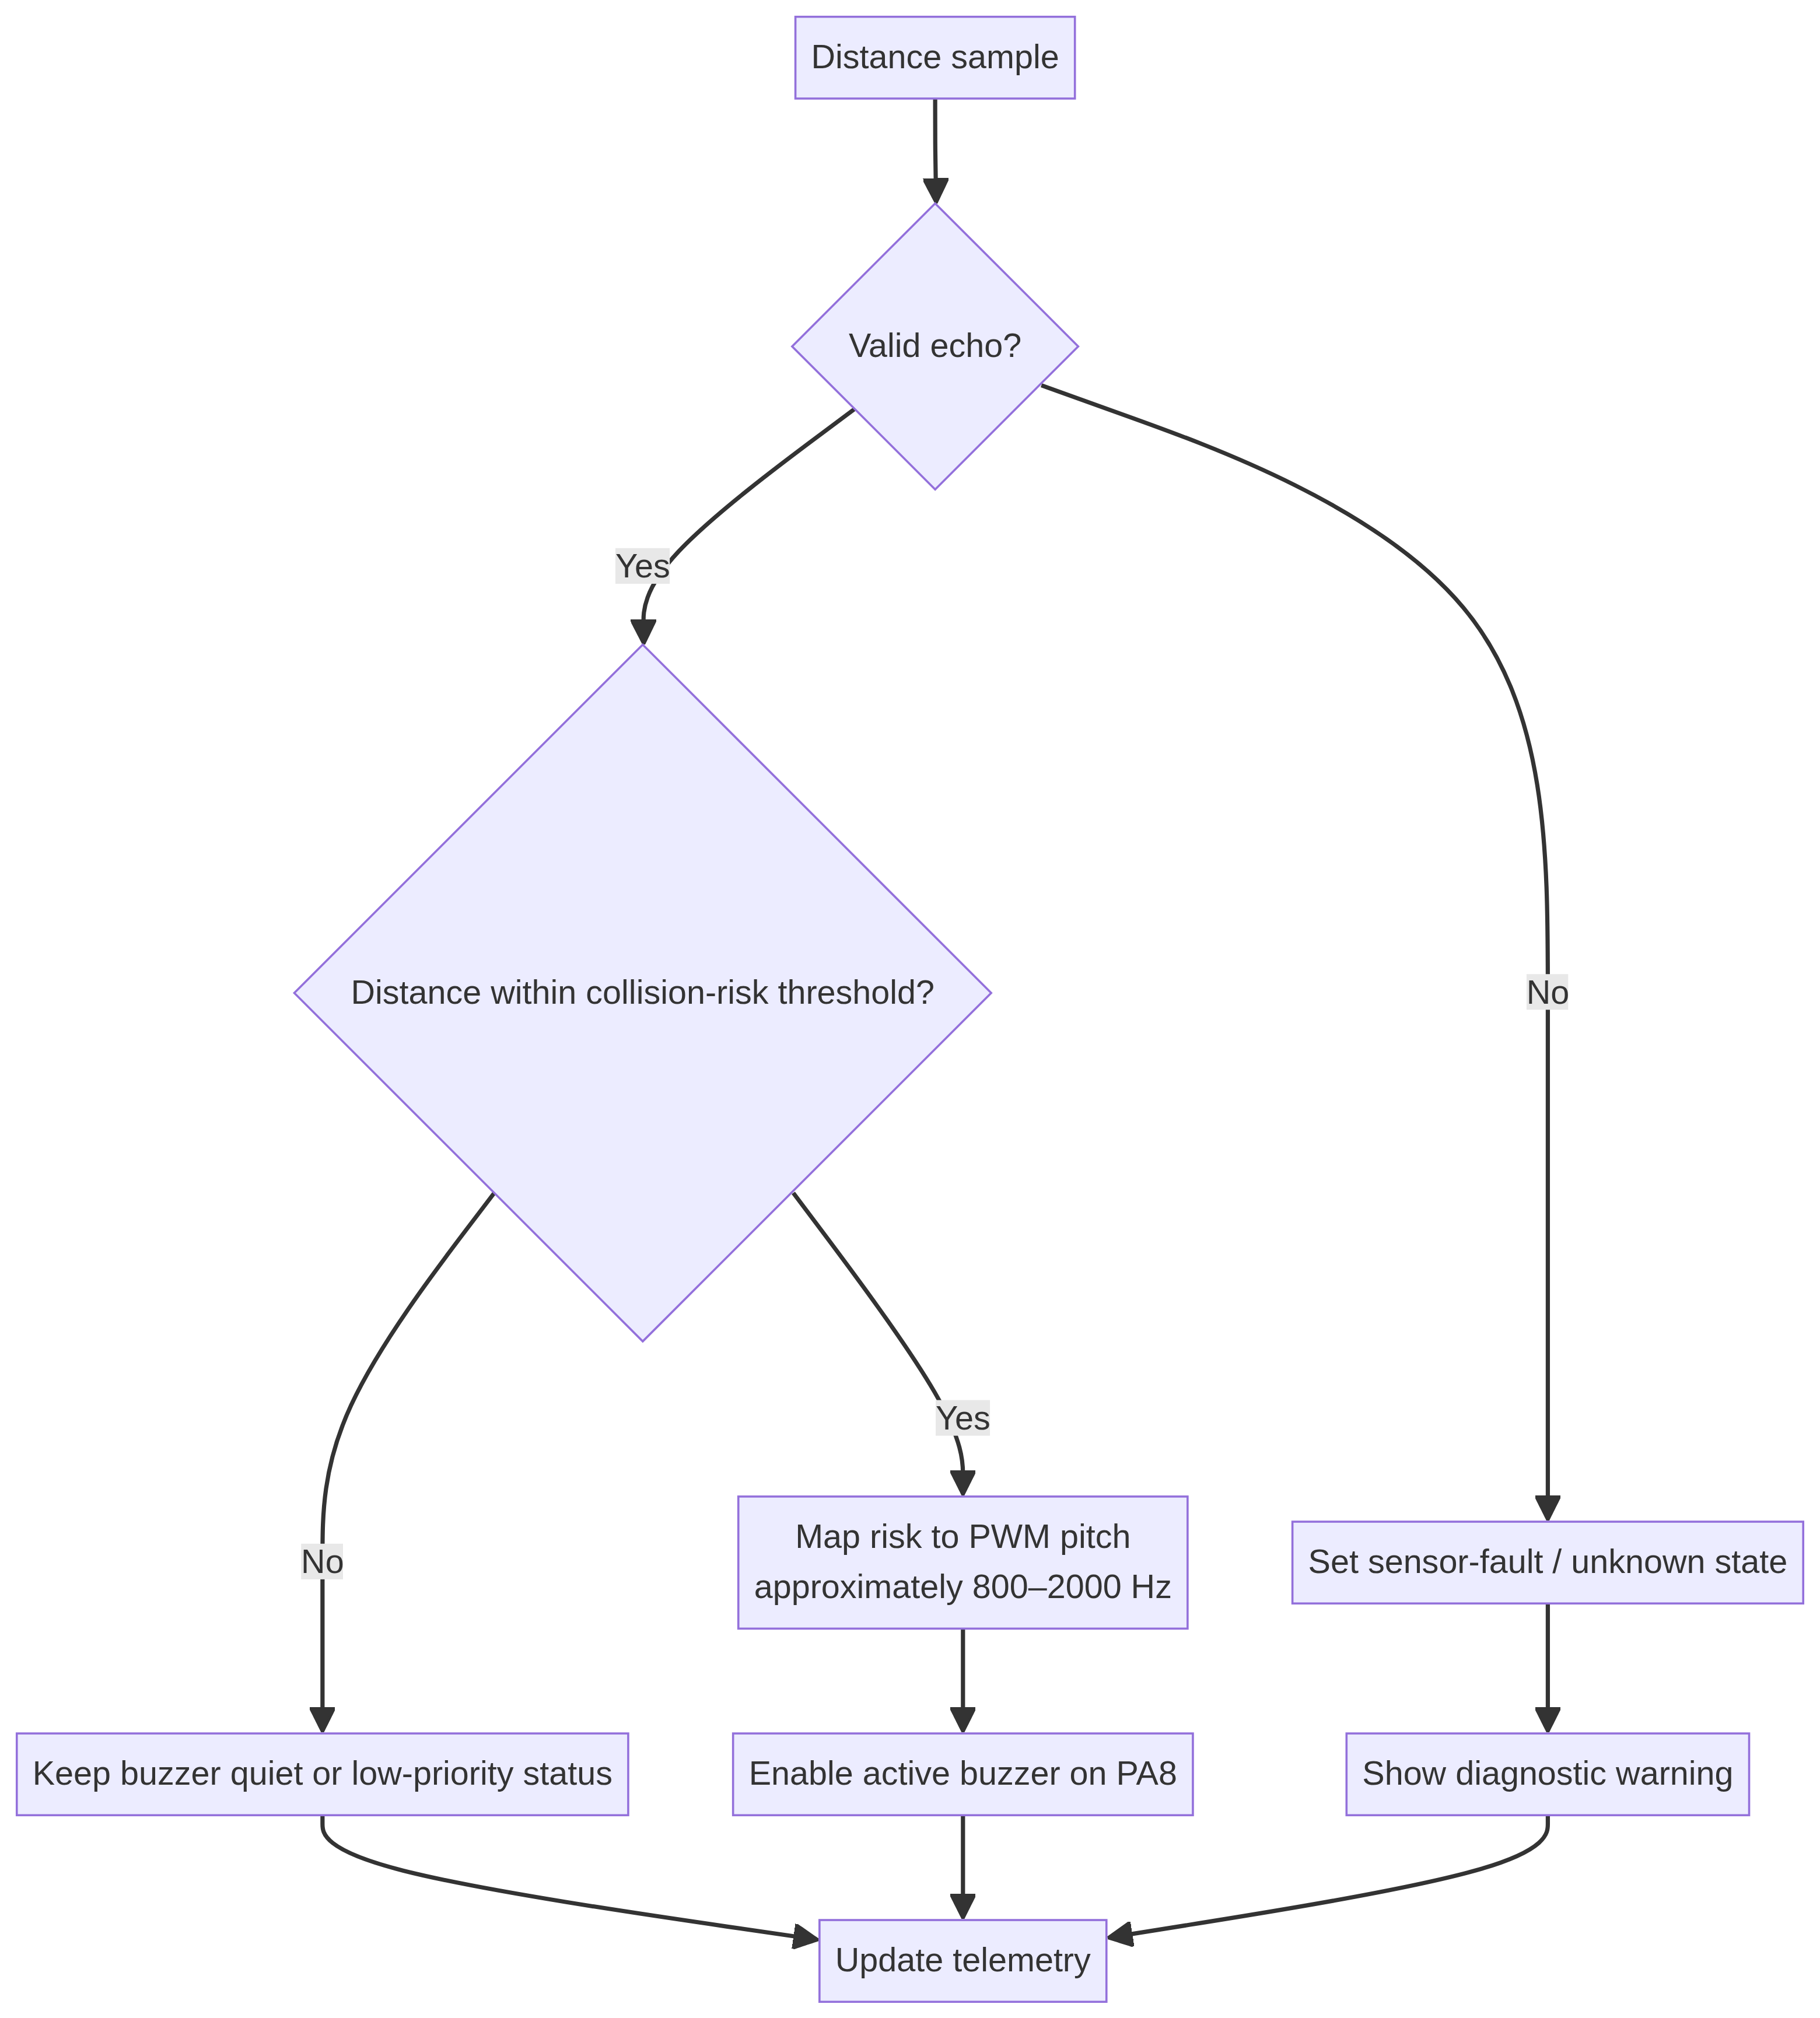 Distance sample
Valid echo?
Yes
Distance within collision-risk threshold?
No
Yes
Map risk to PWM pitch
approximately 800–2000 Hz
No
Set sensor-fault / unknown state
Keep buzzer quiet or low-priority status
Enable active buzzer on PA8
Show diagnostic warning
Update telemetry